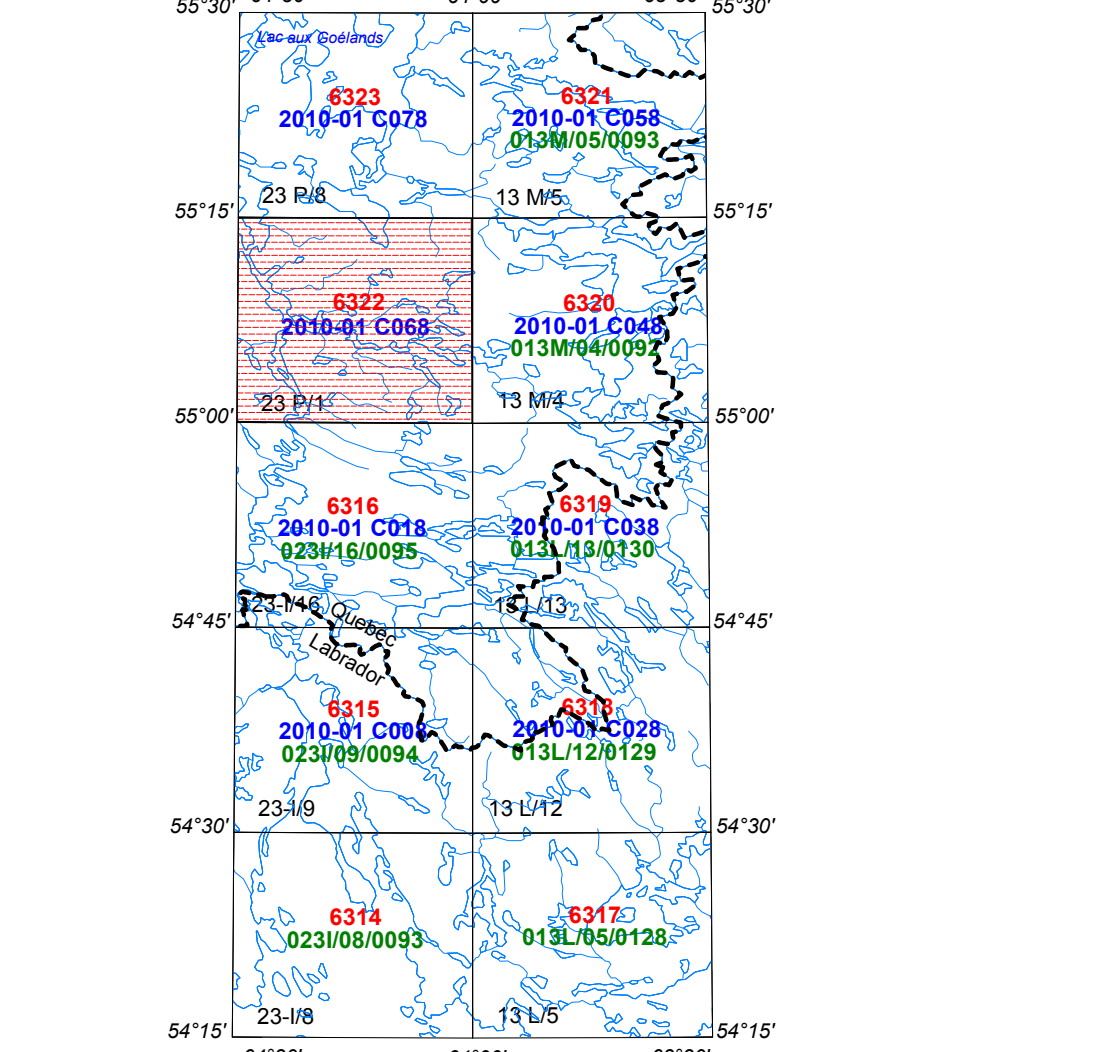 55°30' 55°30'
Lac aux Goélands
6323
2010-01 C078
23 P/8
6321
2010-01 C058
013M/05/0093
13 M/5
55°15' 55°15'
6322
2010-01 C068
23 P/1
6320
2010-01 C048
013M/04/0092
13 M/4
55°00' 55°00'
6316
2010-01 C018
023I/16/0095
23-I/16
6319
2010-01 C038
013L/13/0130
13 L/13
Quebec
Labrador
54°45' 54°45'
6315
2010-01 C008
023I/09/0094
23-I/9
6318
2010-01 C028
013L/12/0129
13 L/12
54°30' 54°30'
6314
023I/08/0093
23-I/8
6317
013L/05/0128
13 L/5
54°15' 54°15'